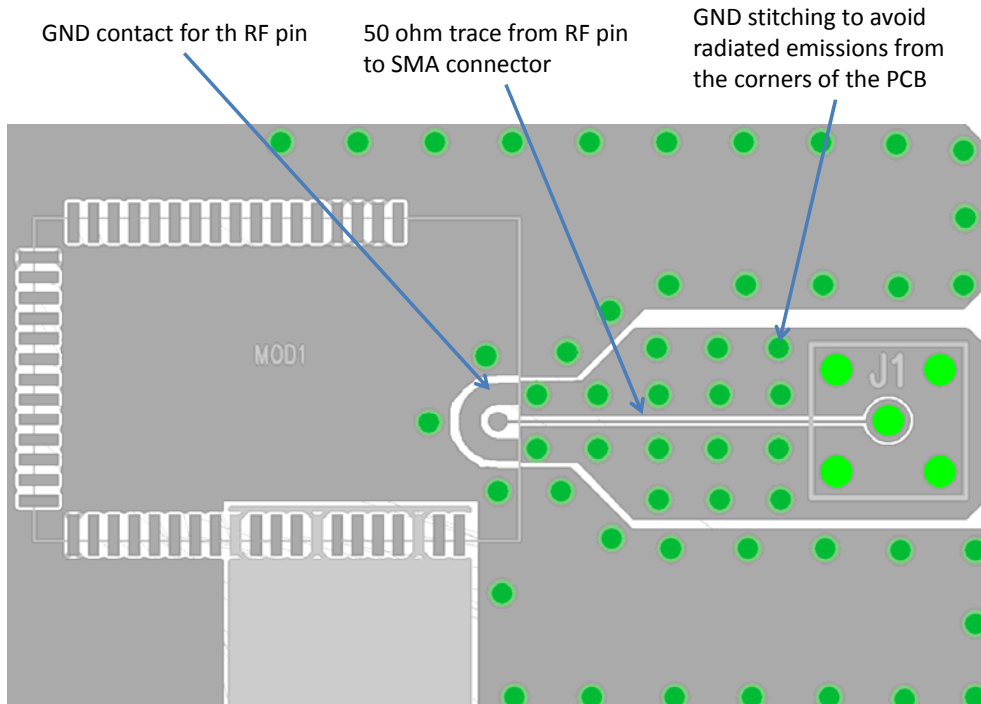 GND contact for th RF pin
50 ohm trace from RF pin
to SMA connector
GND stitching to avoid
radiated emissions from
the corners of the PCB
MOD1
J1